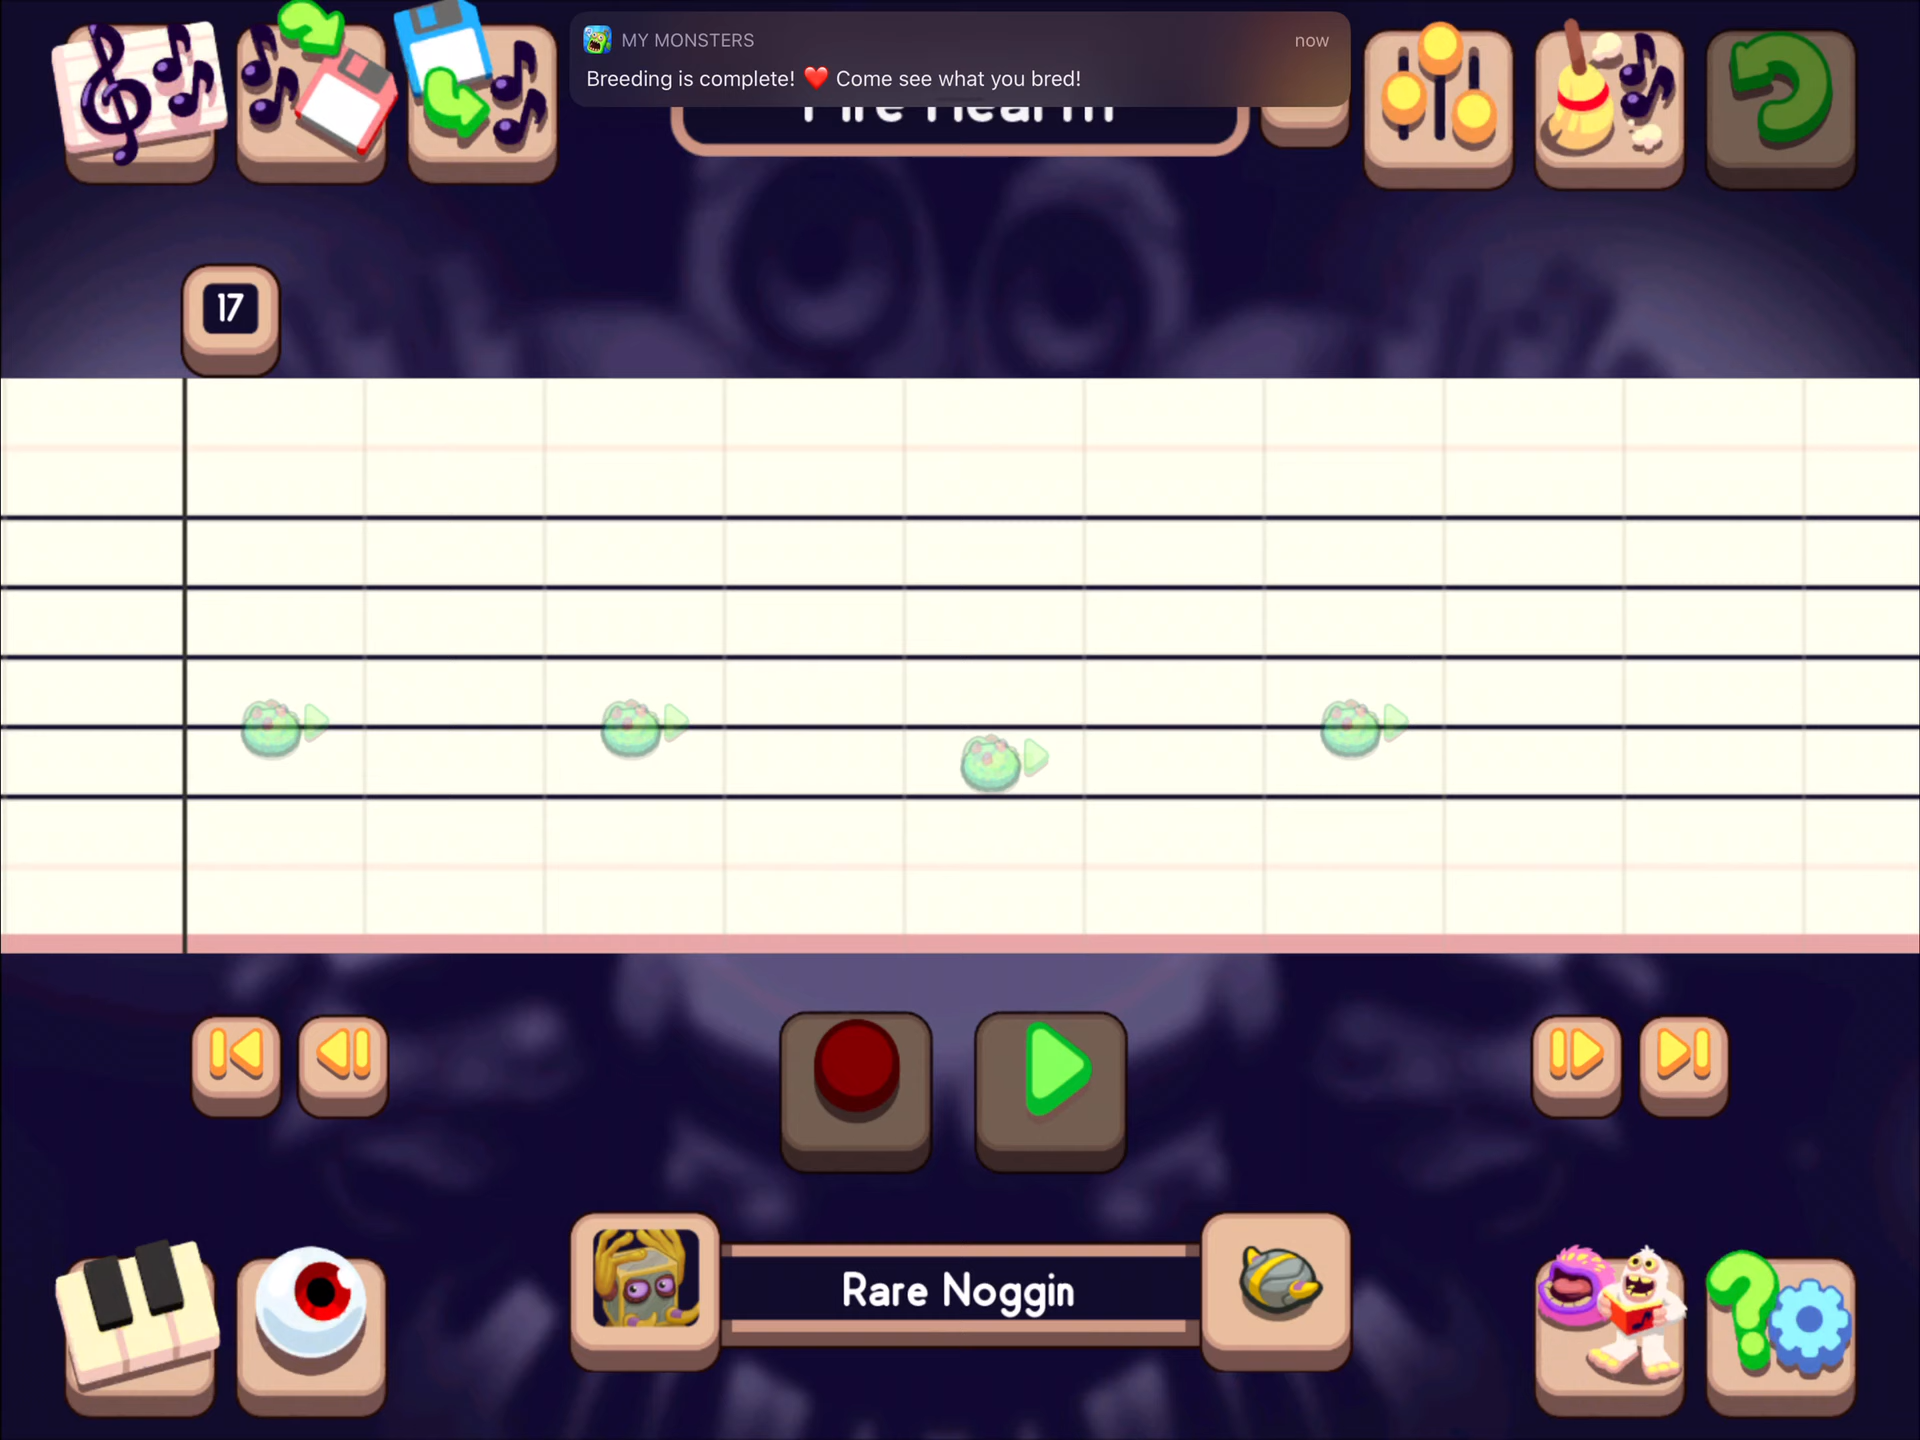 MY MONSTERS
now
Breeding is complete! ❤️ Come see what you bred!
17
Rare Noggin